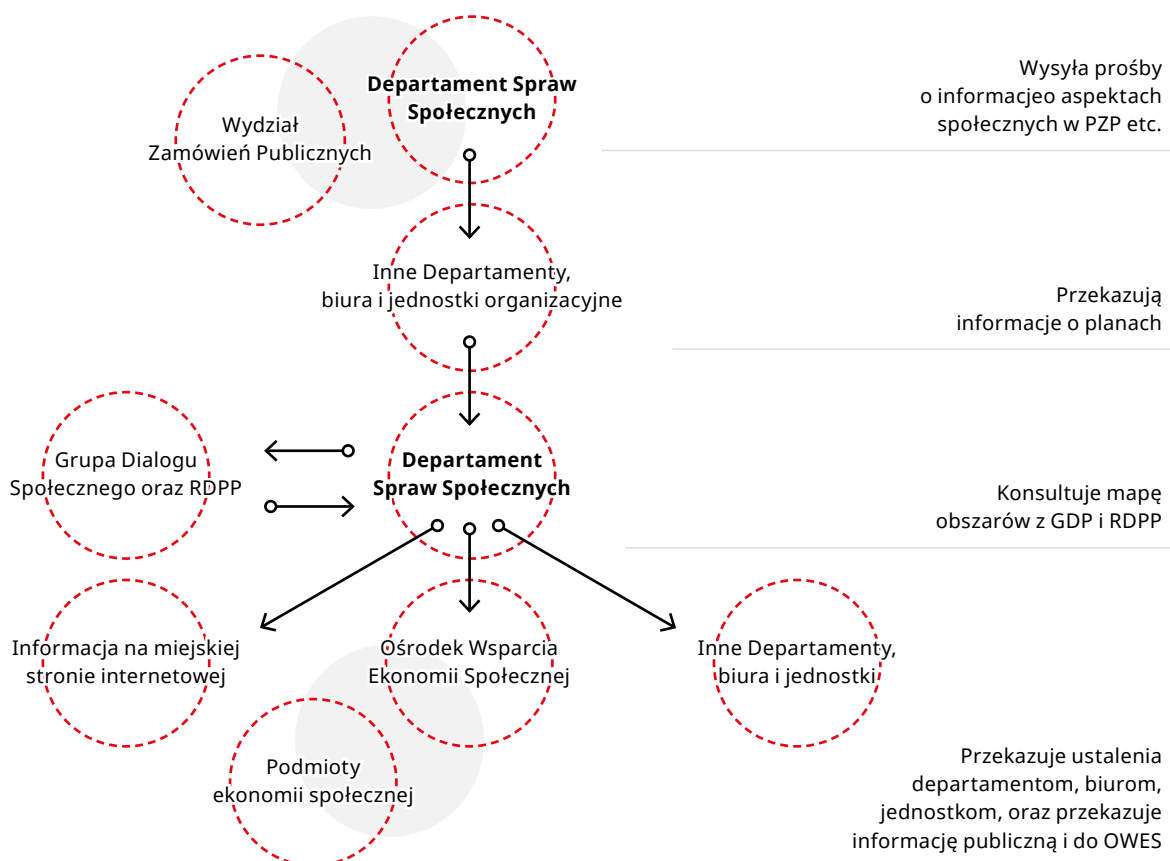 Departament Spraw
Społecznych
Wydział
Zamówień Publicznych
Wysyła prośby
o informacjeo aspektach
społecznych w PZP etc.
Inne Departamenty,
biura i jednostki organizacyjne
Przekazują
informacje o planach
Grupa Dialogu
Społecznego oraz RDPP
Departament
Spraw Społecznych
Konsultuje mapę
obszarów z GDP i RDPP
Informacja na miejskiej
stronie internetowej
Ośrodek Wsparcia
Ekonomii Społecznej
Inne Departamenty,
biura i jednostki
Podmioty
ekonomii społecznej
Przekazuje ustalenia
departamentom, biurom,
jednostkom, oraz przekazuje
informację publiczną i do OWES